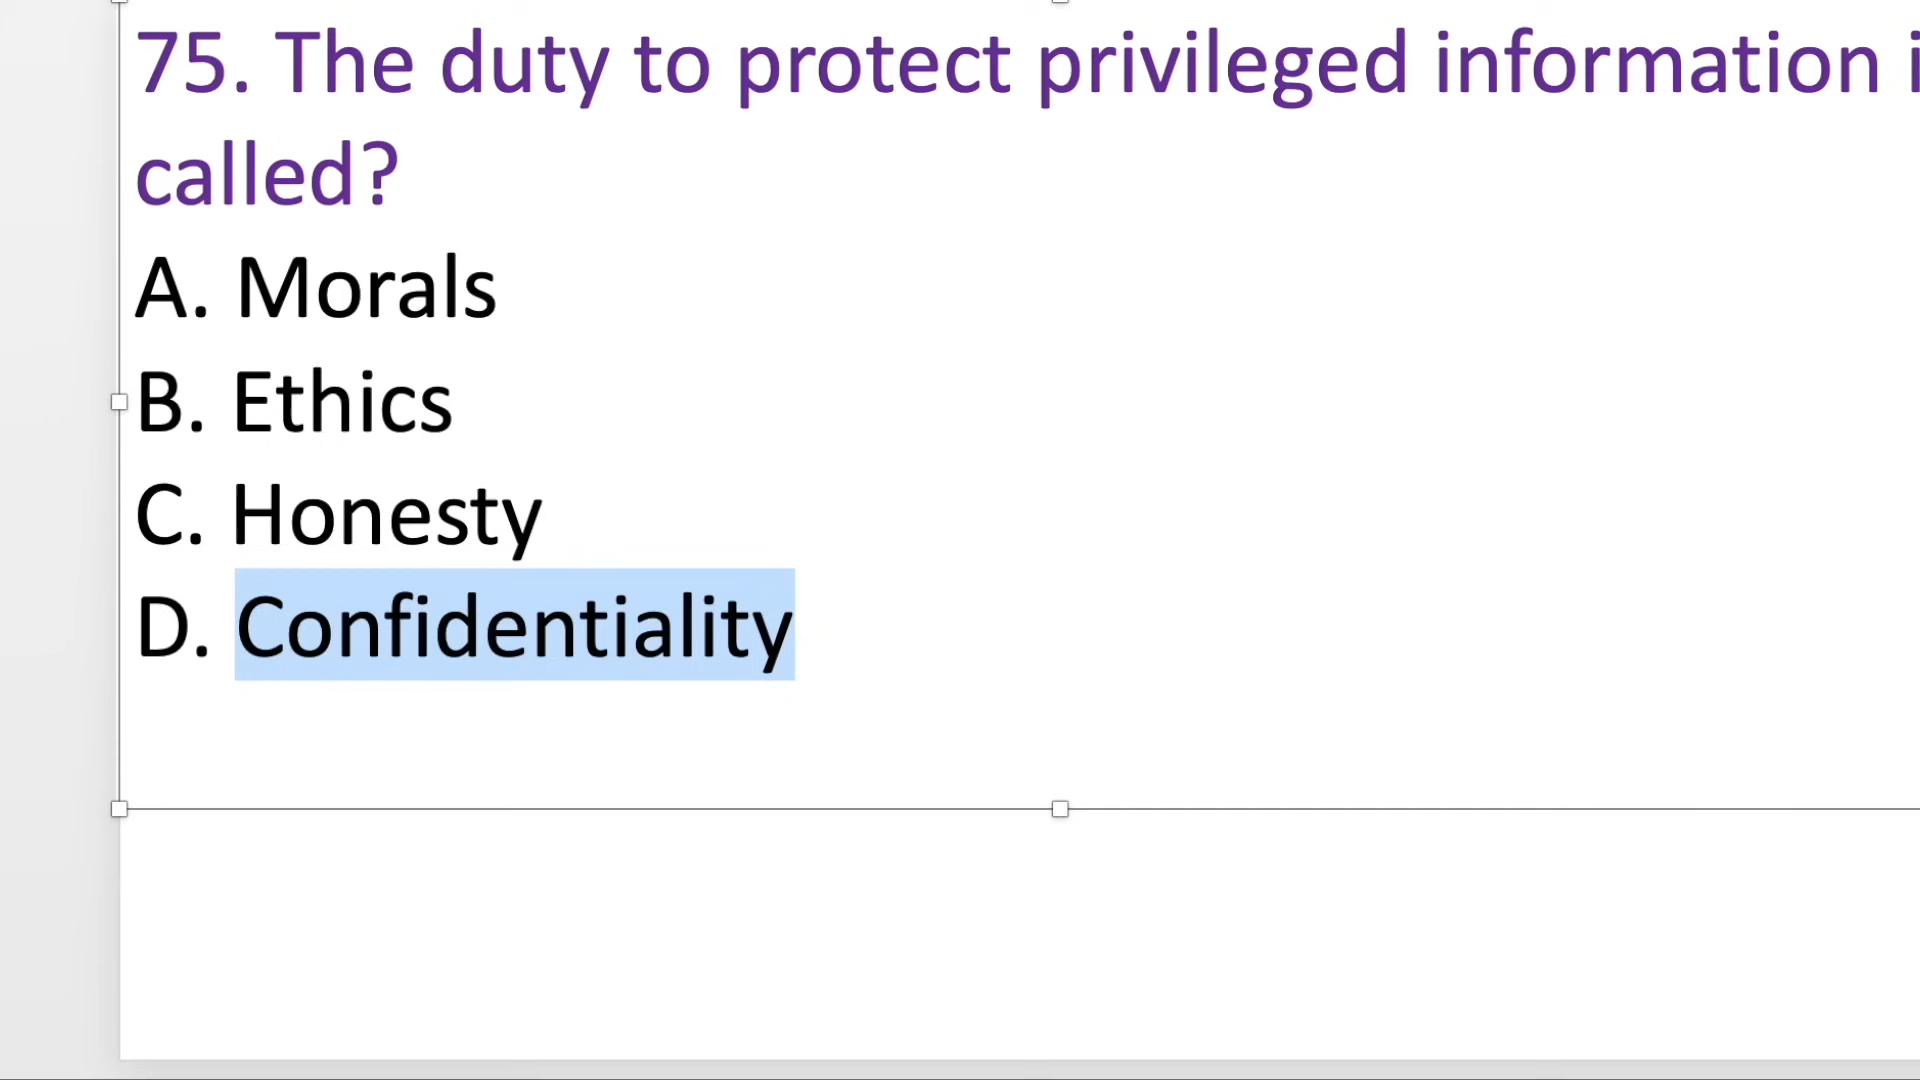 75. The duty to protect privileged information
called?
A. Morals
B. Ethics
C. Honesty
D. Confidentiality